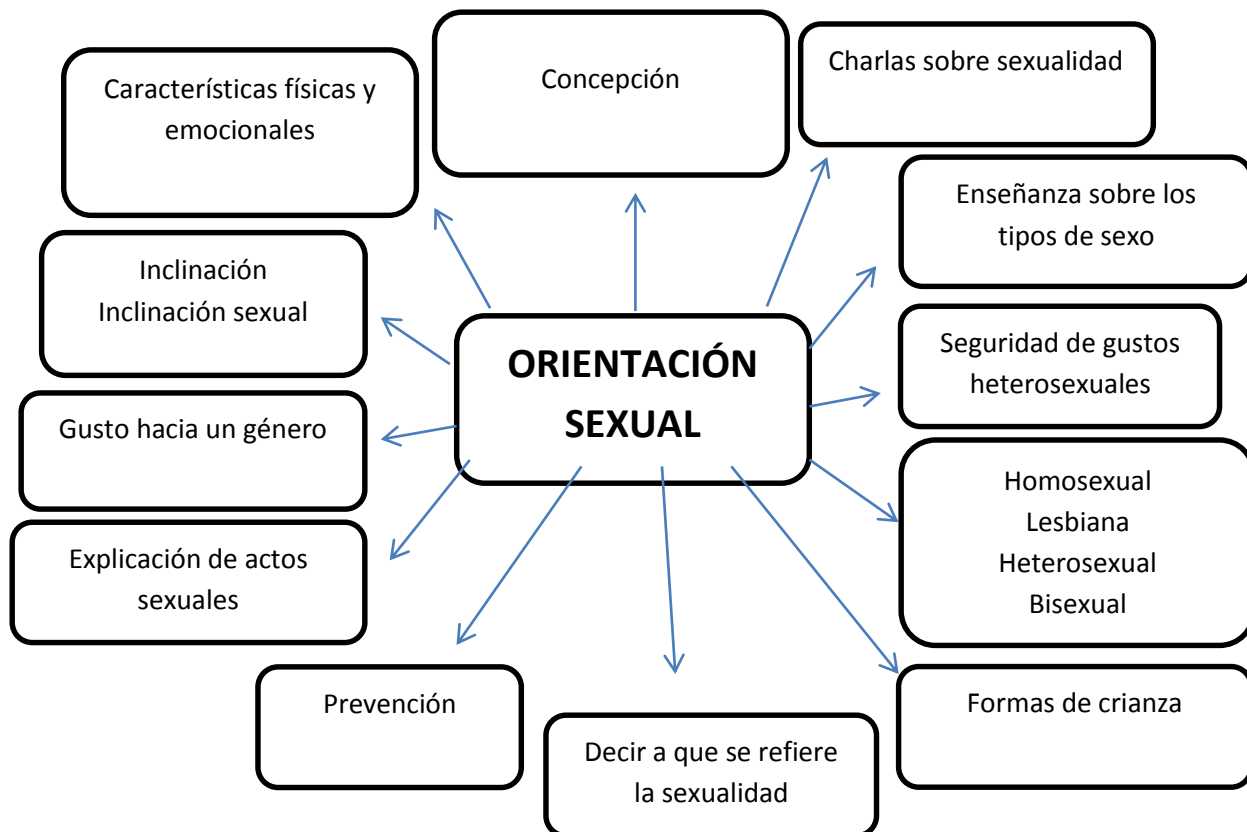 Características físicas y
emocionales
Concepción
Charlas sobre sexualidad
Enseñanza sobre los
tipos de sexo
Inclinación
Inclinación sexual
ORIENTACIÓN
SEXUAL
Seguridad de gustos
heterosexuales
Gusto hacia un género
Homosexual
Lesbiana
Heterosexual
Bisexual
Explicación de actos
sexuales
Prevención
Decir a que se refiere
la sexualidad
Formas de crianza